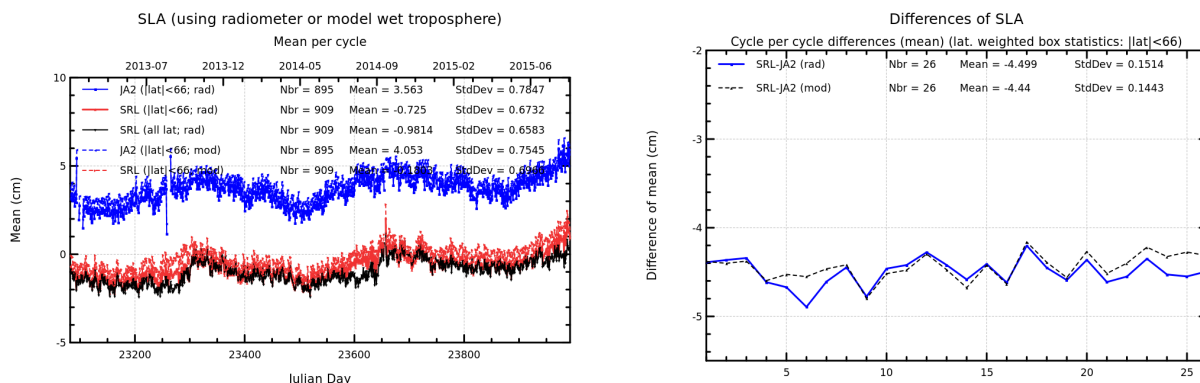 SLA (using radiometer or model wet troposphere)
Mean per cycle
2013-07 2013-12 2014-05 2014-09 2015-02 2015-06
10
5
0
-5
Mean (cm)
JA2 (|lat|<66; rad) Nbr = 895 Mean = 3.563 StdDev = 0.7847
SRL (|lat|<66; rad) Nbr = 909 Mean = -0.725 StdDev = 0.6732
SRL (all lat; rad) Nbr = 909 Mean = -0.9814 StdDev = 0.6583
JA2 (|lat|<66; mod) Nbr = 895 Mean = 4.053 StdDev = 0.7545
SRL (|lat|<66; mod) Nbr = 909 Mean = StdDev =
23200 23400 23600 23800
Julian Day
Differences of SLA
Cycle per cycle differences (mean) (lat. weighted box statistics: |lat|<66)
-2
-3
-4
-5
Difference of mean (cm)
SRL-JA2 (rad) Nbr = 26 Mean = -4.499 StdDev = 0.1514
SRL-JA2 (mod) Nbr = 26 Mean = -4.44 StdDev = 0.1443
5 10 15 20 25